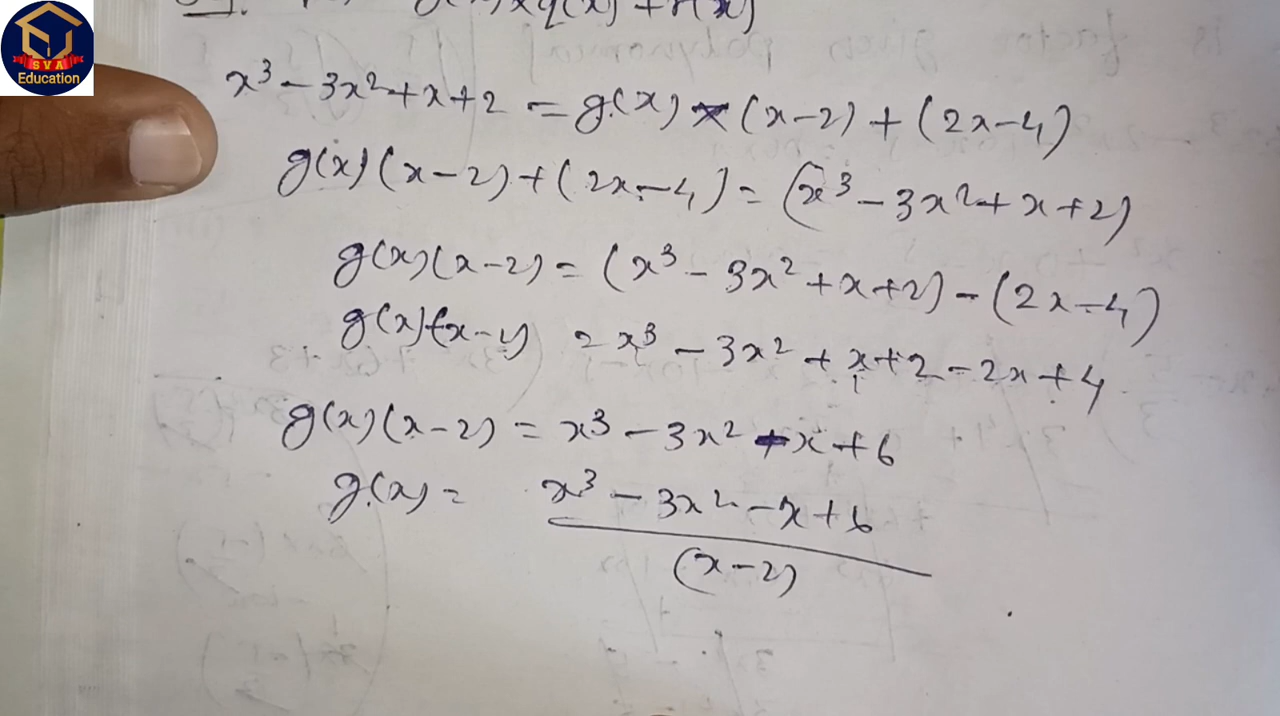 SVA
Education
g(x) × q(x) + r(x)
x³ - 3x² + x + 2 = g(x) × (x-2) + (2x-4)
g(x)(x-2) + (2x-4) = (x³ - 3x² + x + 2)
g(x)(x-2) = (x³ - 3x² + x + 2) - (2x-4)
g(x) = x³ - 3x² + x + 2 - 2x + 4
g(x)(x-2) = x³ - 3x² - x + 6
g(x) = x³ - 3x² - x + 6
(x-2)